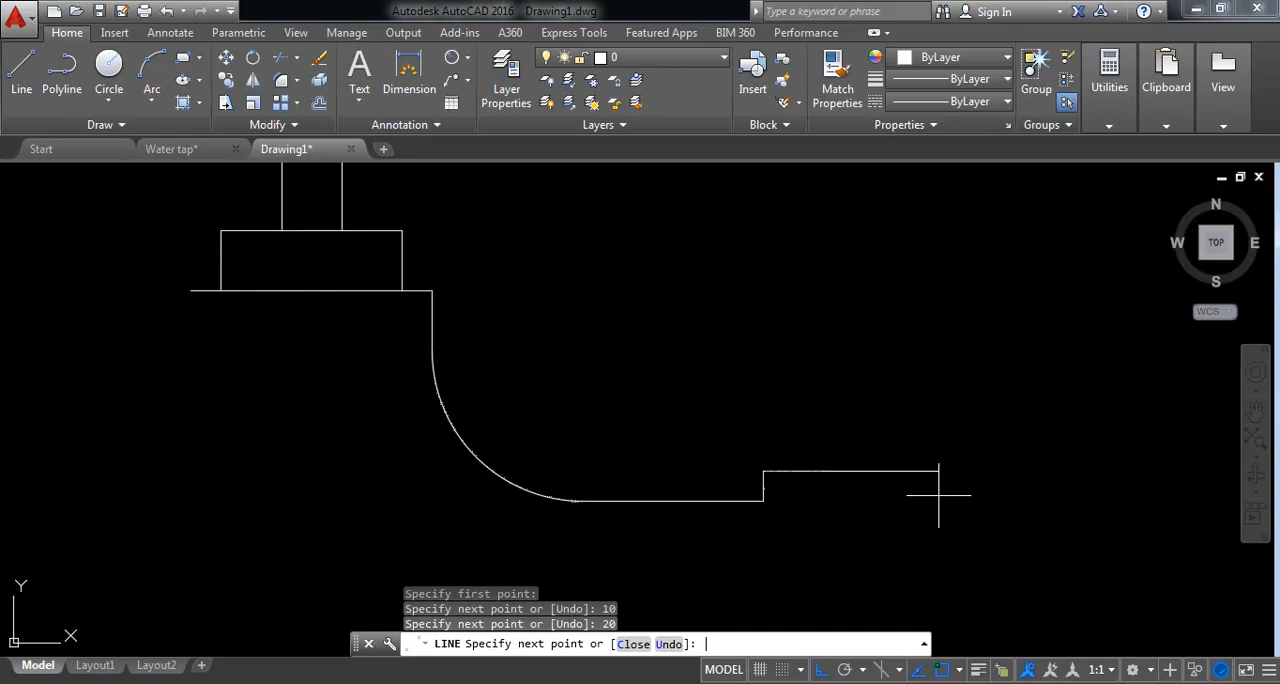 Autodesk AutoCAD 2016 Drawing1.dwg
Type a keyword or phrase
Sign In
Home Insert Annotate Parametric View Manage Output Add-ins A360 Express Tools Featured Apps BIM 360 Performance
Line Polyline Circle Arc
Text Dimension
Layer Properties
0
Insert
Match Properties
ByLayer
ByLayer
ByLayer
Group
Utilities
Clipboard
View
Draw Modify Annotation Layers Block Properties Groups
Start Water tap* Drawing1*
N
W TOP E
S
WCS
Y
X
Specify first point:
Specify next point or [Undo]: 10
Specify next point or [Undo]: 20
LINE Specify next point or [Close Undo]:
Model Layout1 Layout2
MODEL 1:1